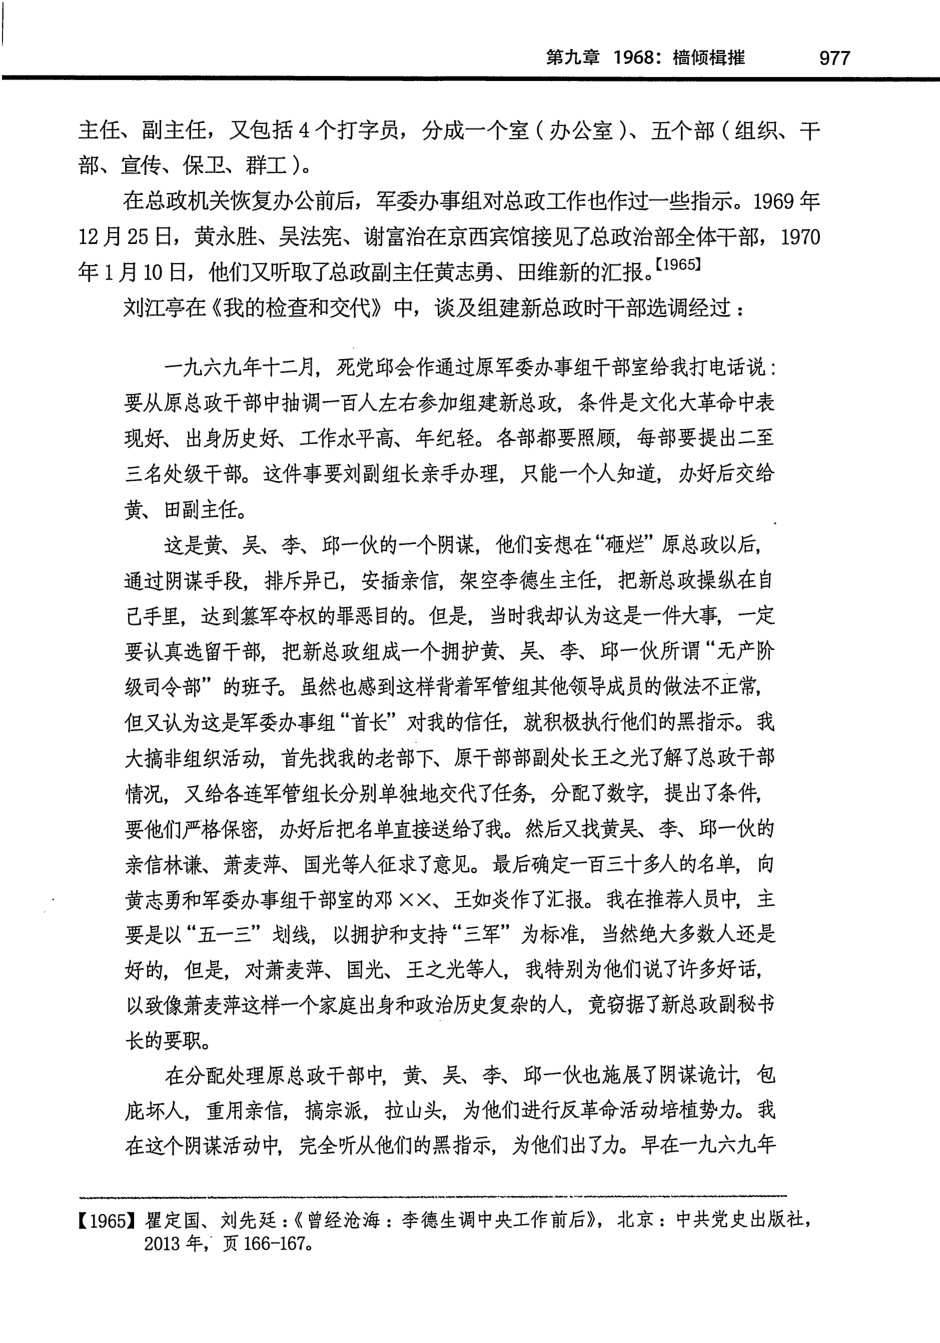 第九章 1968：樯倾楫摧 977
主任、副主任，又包括 4 个打字员，分成一个室（办公室）、五个部（组织、干
部、宣传、保卫、群工）。
在总政机关恢复办公前后，军委办事组对总政工作也作过一些指示。1969 年
12 月 25 日，黄永胜、吴法宪、谢富治在京西宾馆接见了总政治部全体干部，1970
年 1 月 10 日，他们又听取了总政副主任黄志勇、田维新的汇报。【1965】
刘江亭在《我的检查和交代》中，谈及组建新总政时干部选调经过：
一九六九年十二月，死党邱会作通过原军委办事组干部室给我打电话说：
要从原总政干部中抽调一百人左右参加组建新总政，条件是文化大革命中表
现好、出身历史好、工作水平高、年纪轻。各部都要照顾，每部要提出二至
三名处级干部。这件事要刘副组长亲手办理，只能一个人知道，办好后交给
黄、田副主任。
这是黄、吴、李、邱一伙的一个阴谋，他们妄想在“砸烂”原总政以后，
通过阴谋手段，排斥异己，安插亲信，架空李德生主任，把新总政操纵在自
己手里，达到篡军夺权的罪恶目的。但是，当时我却认为这是一件大事，一定
要认真选留干部，把新总政组成一个拥护黄、吴、李、邱一伙所谓“无产阶
级司令部”的班子。虽然也感到这样背着军管组其他领导成员的做法不正常，
但又认为这是军委办事组“首长”对我的信任，就积极执行他们的黑指示。我
大搞非组织活动，首先找我的老部下、原干部部副处长王之光了解了总政干部
情况，又给各连军管组长分别单独地交代了任务，分配了数字，提出了条件，
要他们严格保密，办好后把名单直接送给了我。然后又找黄吴、李、邱一伙的
亲信林谦、萧麦萍、国光等人征求了意见。最后确定一百三十多人的名单，向
黄志勇和军委办事组干部室的邓 ××、王如炎作了汇报。我在推荐人员中，主
要是以“五一三”划线，以拥护和支持“三军”为标准，当然绝大多数人还是
好的，但是，对萧麦萍、国光、王之光等人，我特别为他们说了许多好话，
以致像萧麦萍这样一个家庭出身和政治历史复杂的人，竟窃据了新总政副秘书
长的要职。
在分配处理原总政干部中，黄、吴、李、邱一伙也施展了阴谋诡计，包
庇坏人，重用亲信，搞宗派，拉山头，为他们进行反革命活动培植势力。我
在这个阴谋活动中，完全听从他们的黑指示，为他们出了力。早在一九六九年
【1965】瞿定国、刘先廷：《曾经沧海：李德生调中央工作前后》，北京：中共党史出版社，
2013 年，页 166-167。